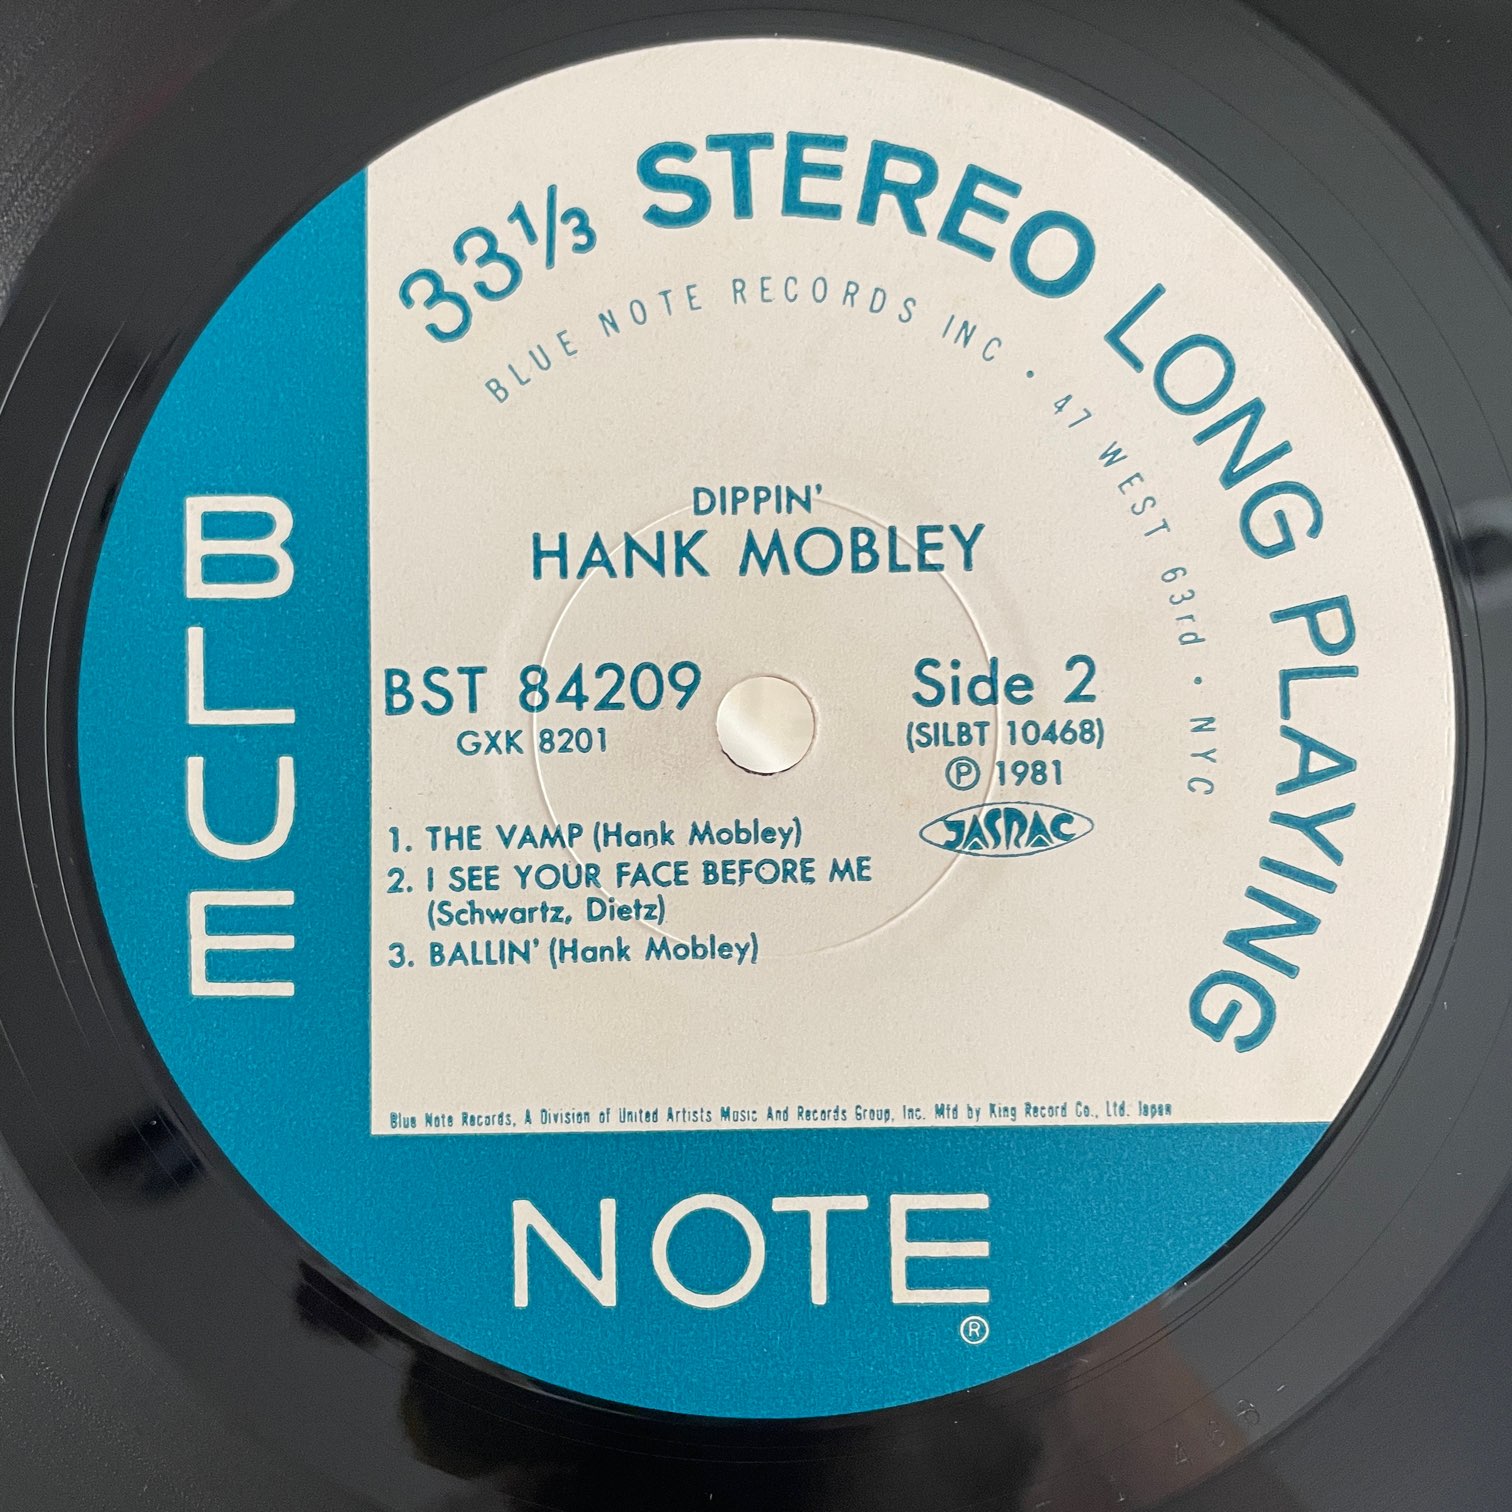 33⅓ STEREO LONG PLAYING
BLUE NOTE RECORDS INC · 47 WEST 63rd · NYC
DIPPIN'
HANK MOBLEY
BST 84209
GXK 8201
Side 2
(SILBT 10468)
Ⓟ 1981
JASRAC
1. THE VAMP (Hank Mobley)
2. I SEE YOUR FACE BEFORE ME
(Schwartz, Dietz)
3. BALLIN' (Hank Mobley)
Blue Note Records, A Division of United Artists Music And Records Group, Inc. Mfd by King Record Co., Ltd. Japan
BLUE
NOTE
®